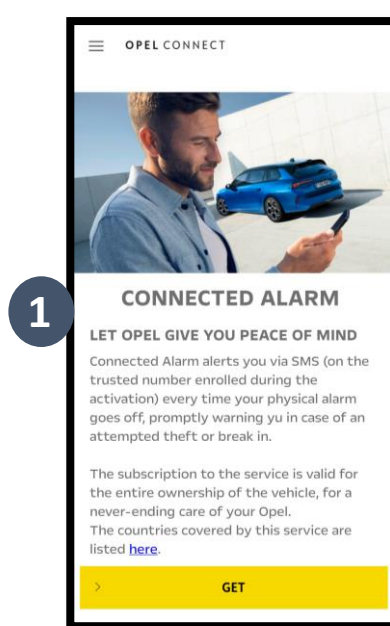 OPEL CONNECT
1
CONNECTED ALARM
LET OPEL GIVE YOU PEACE OF MIND
Connected Alarm alerts you via SMS (on the
trusted number enrolled during the
activation) every time your physical alarm
goes off, promptly warning yu in case of an
attempted theft or break in.
The subscription to the service is valid for
the entire ownership of the vehicle, for a
never-ending care of your Opel.
The countries covered by this service are
listed here.
GET